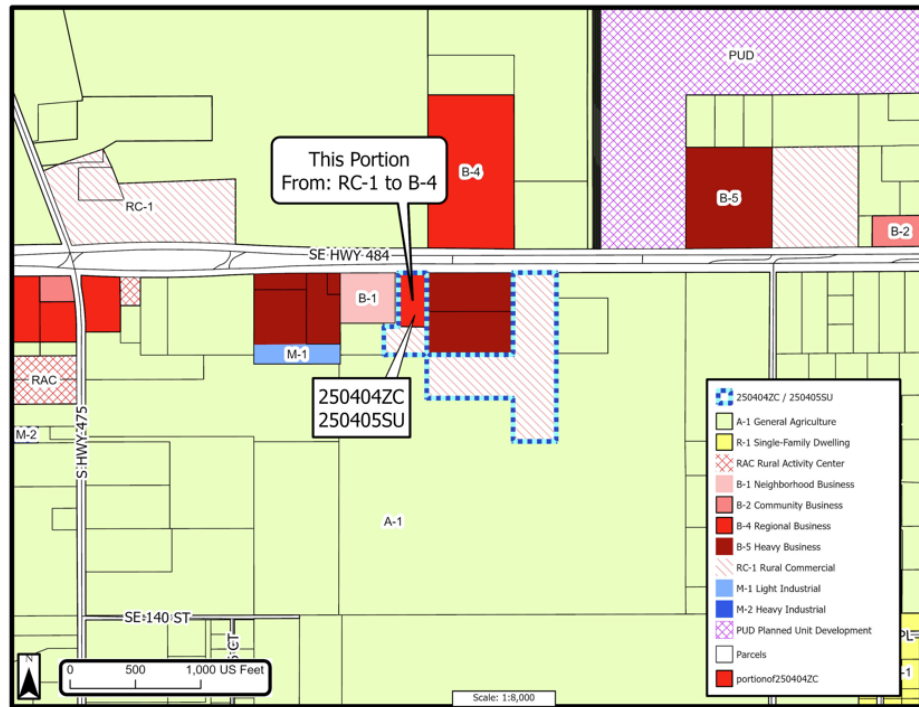 PUD
This Portion
From: RC-1 to B-4
B-4
B-5
RC-1
B-2
SE HWY 484
B-1
M-1
RAC
250404ZC
250405SU
M-2
S HWY 475
A-1
SE 140 ST
CT
250404ZC / 250405SU
A-1 General Agriculture
R-1 Single-Family Dwelling
RAC Rural Activity Center
B-1 Neighborhood Business
B-2 Community Business
B-4 Regional Business
B-5 Heavy Business
RC-1 Rural Commercial
M-1 Light Industrial
M-2 Heavy Industrial
PUD Planned Unit Development
Parcels
portionof250404ZC
PL
-1
N
0 500 1,000 US Feet
Scale: 1:8,000